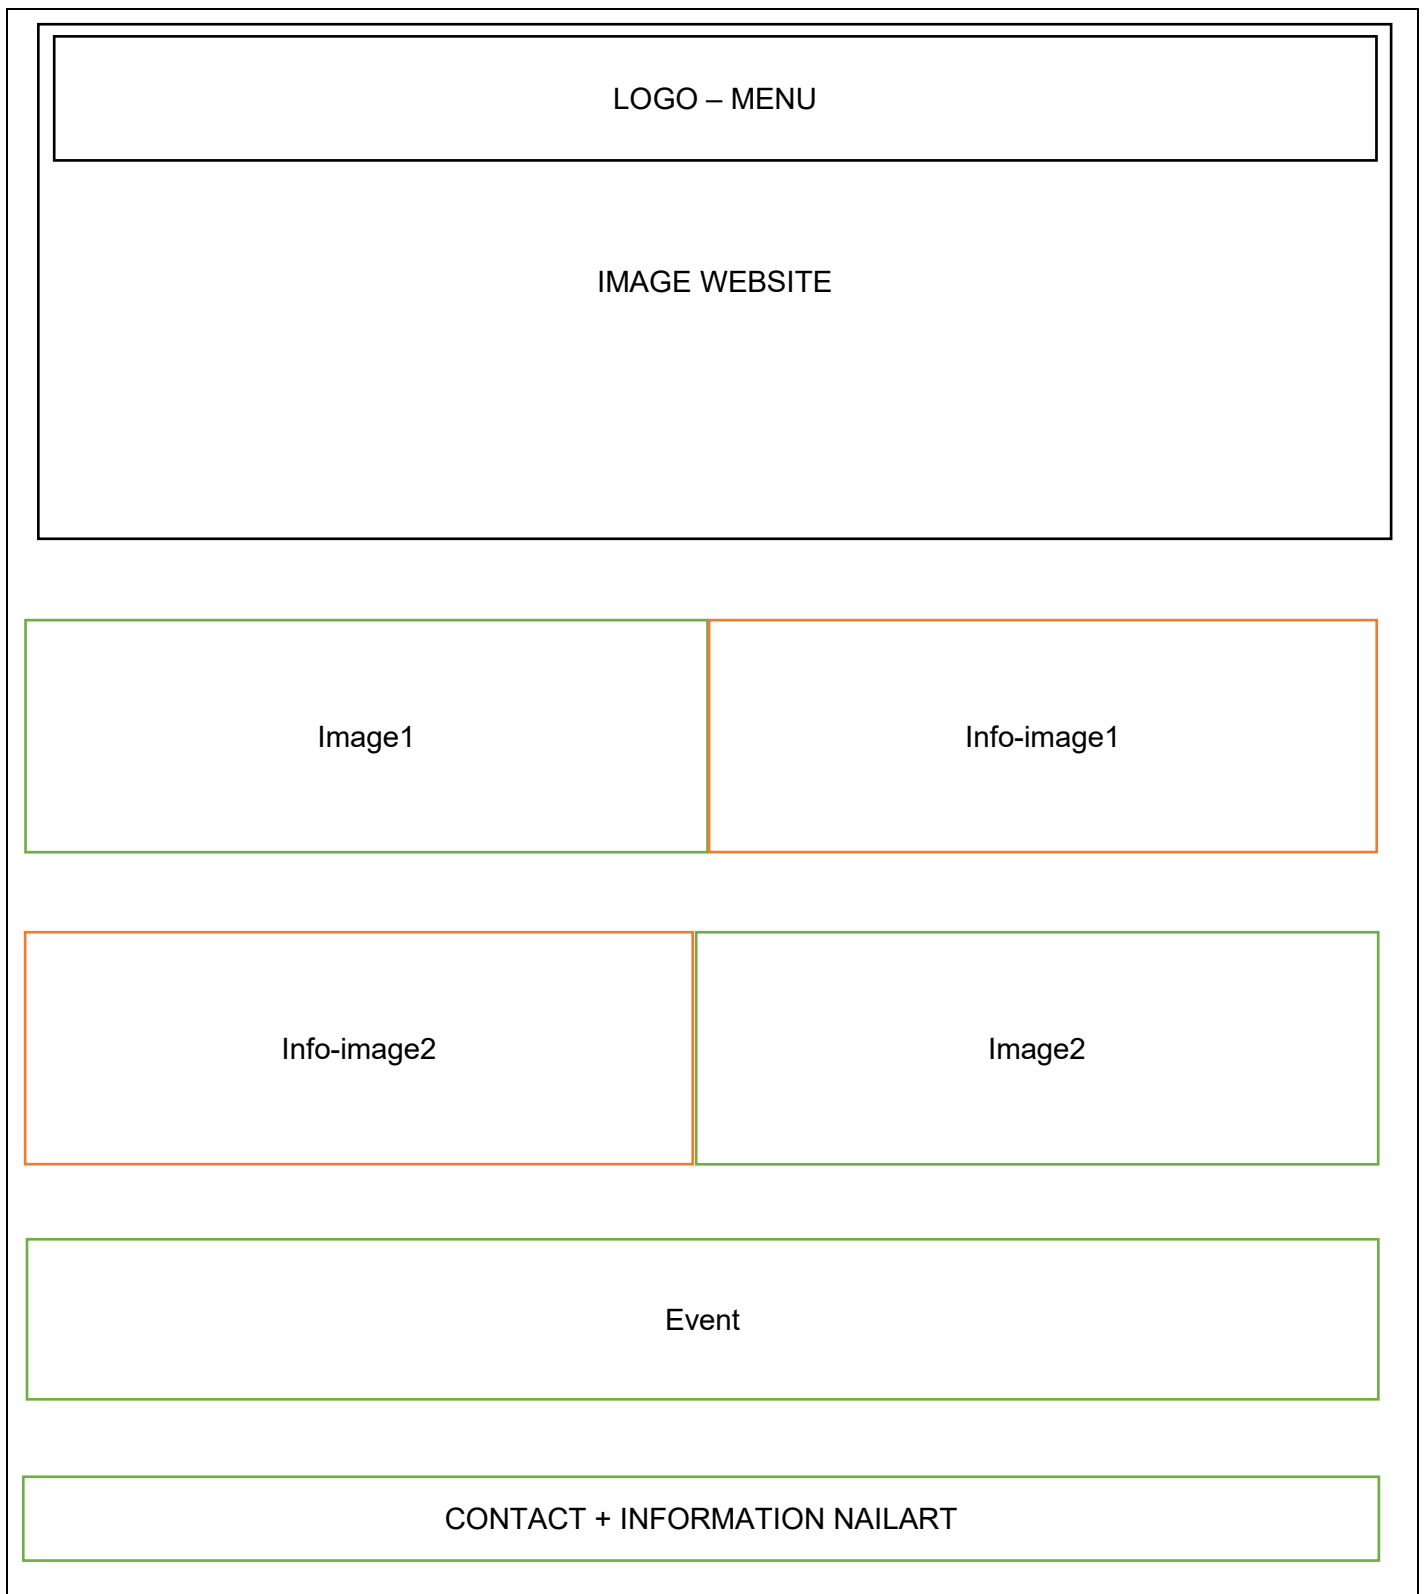 LOGO – MENU
IMAGE WEBSITE
Image1
Info-image1
Info-image2
Image2
Event
CONTACT + INFORMATION NAILART